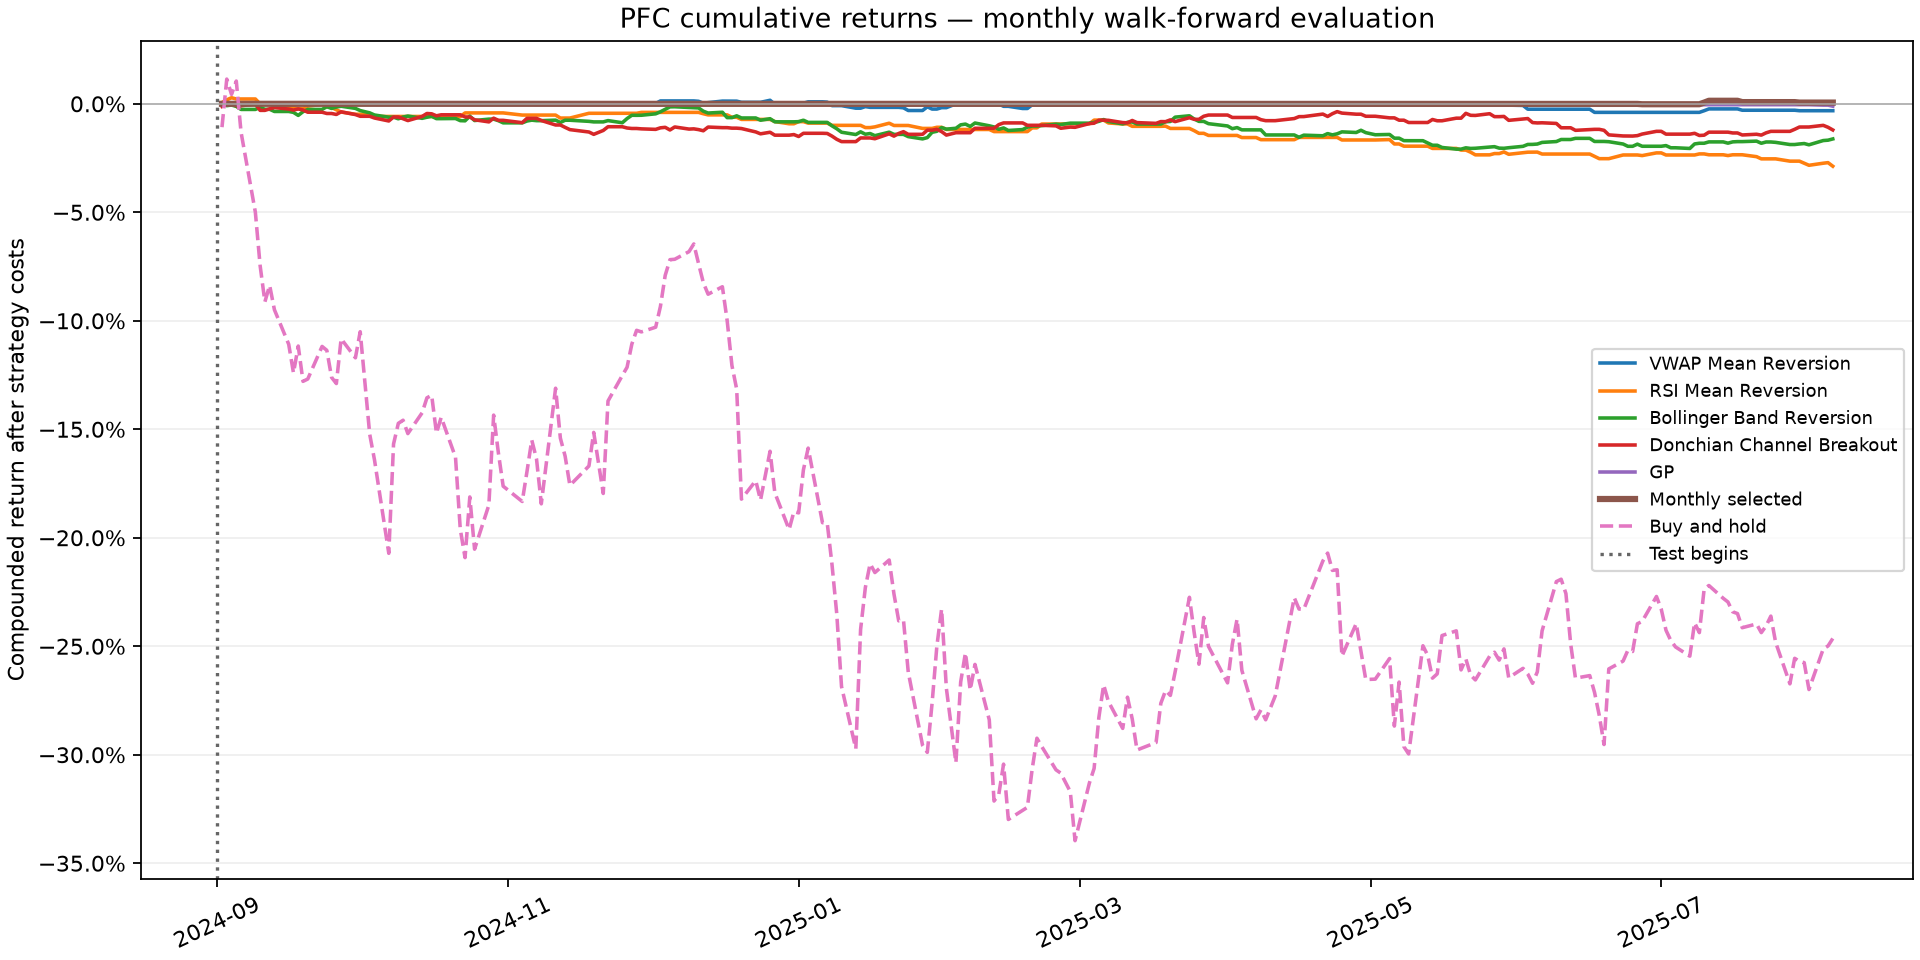 PFC cumulative returns — monthly walk-forward evaluation
Compounded return after strategy costs
0.0%
−5.0%
−10.0%
−15.0%
−20.0%
−25.0%
−30.0%
−35.0%
VWAP Mean Reversion
RSI Mean Reversion
Bollinger Band Reversion
Donchian Channel Breakout
GP
Monthly selected
Buy and hold
Test begins
2024-09
2024-11
2025-01
2025-03
2025-05
2025-07